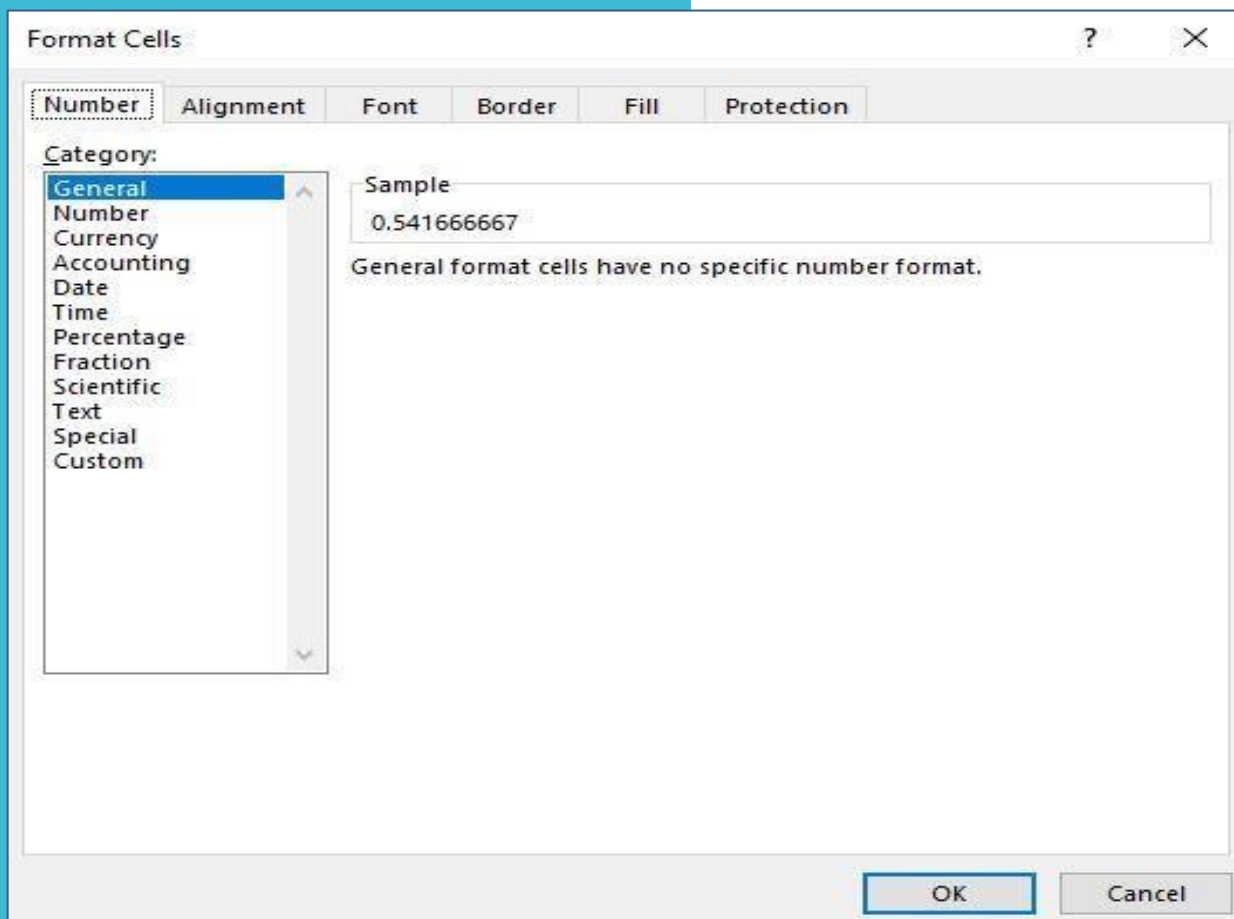 Format Cells ? ×
Number Alignment Font Border Fill Protection
Category:
General
Number
Currency
Accounting
Date
Time
Percentage
Fraction
Scientific
Text
Special
Custom
Sample
0.541666667
General format cells have no specific number format.
OK Cancel